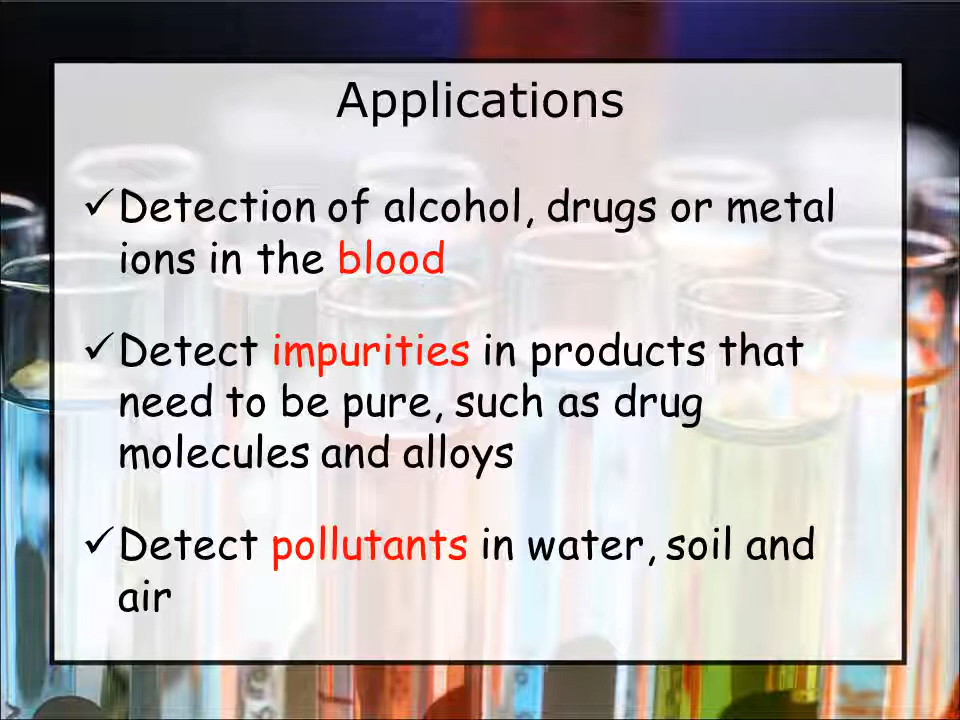 Applications
✓Detection of alcohol, drugs or metal
ions in the blood
✓Detect impurities in products that
need to be pure, such as drug
molecules and alloys
✓Detect pollutants in water, soil and
air